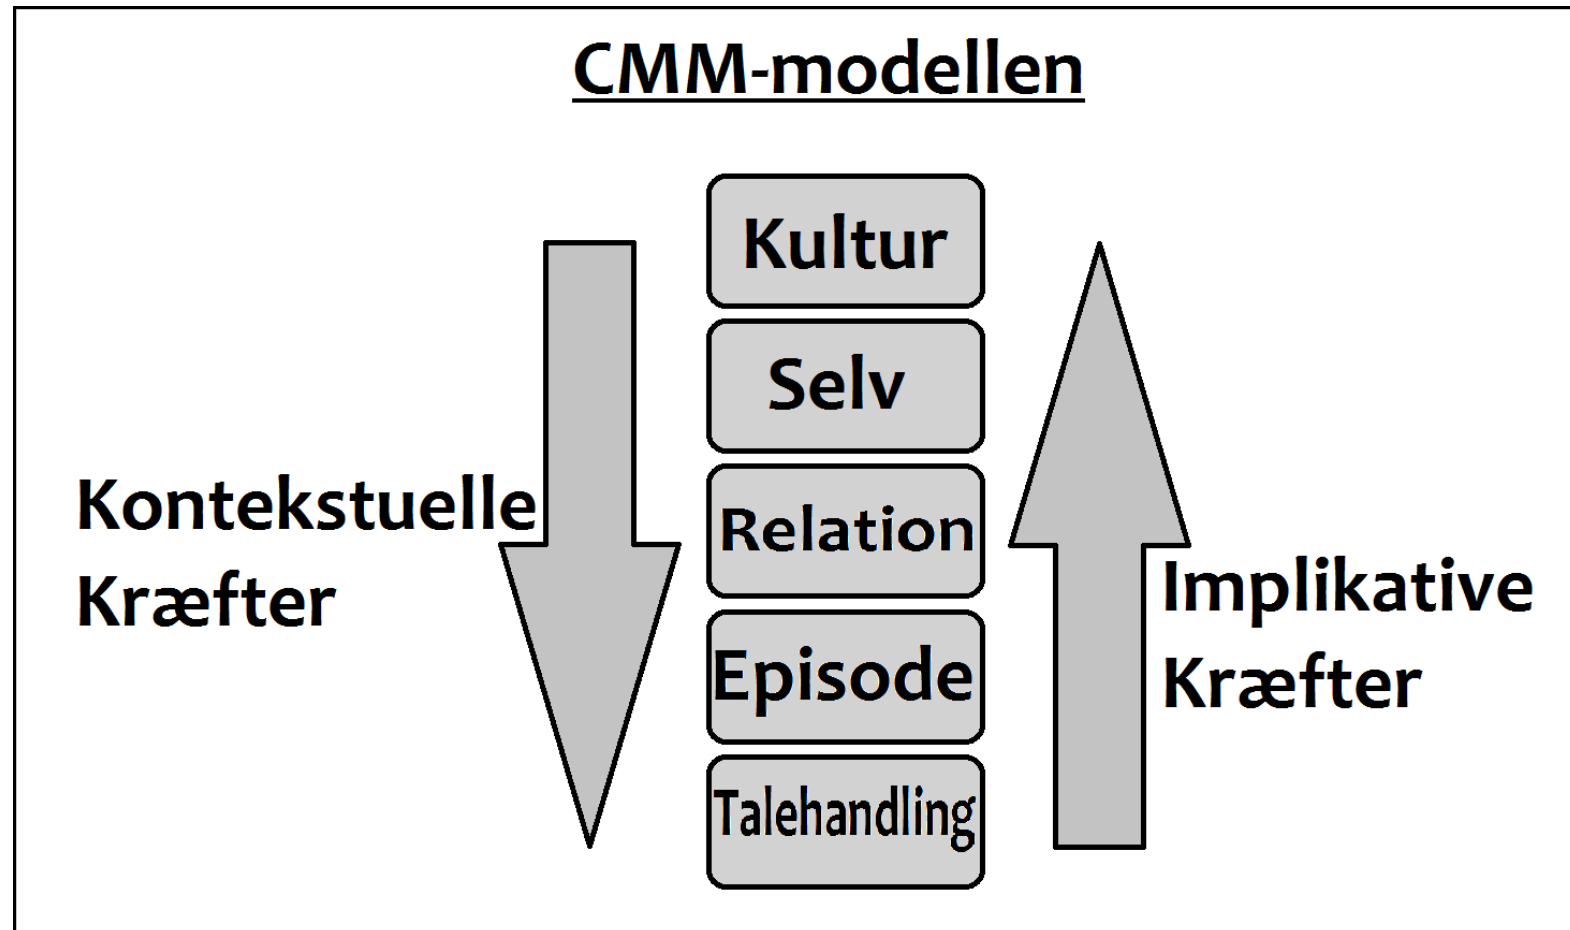 CMM-modellen
Kultur
Selv
Relation
Episode
Talehandling
Kontekstuelle
Kræfter
Implikative
Kræfter